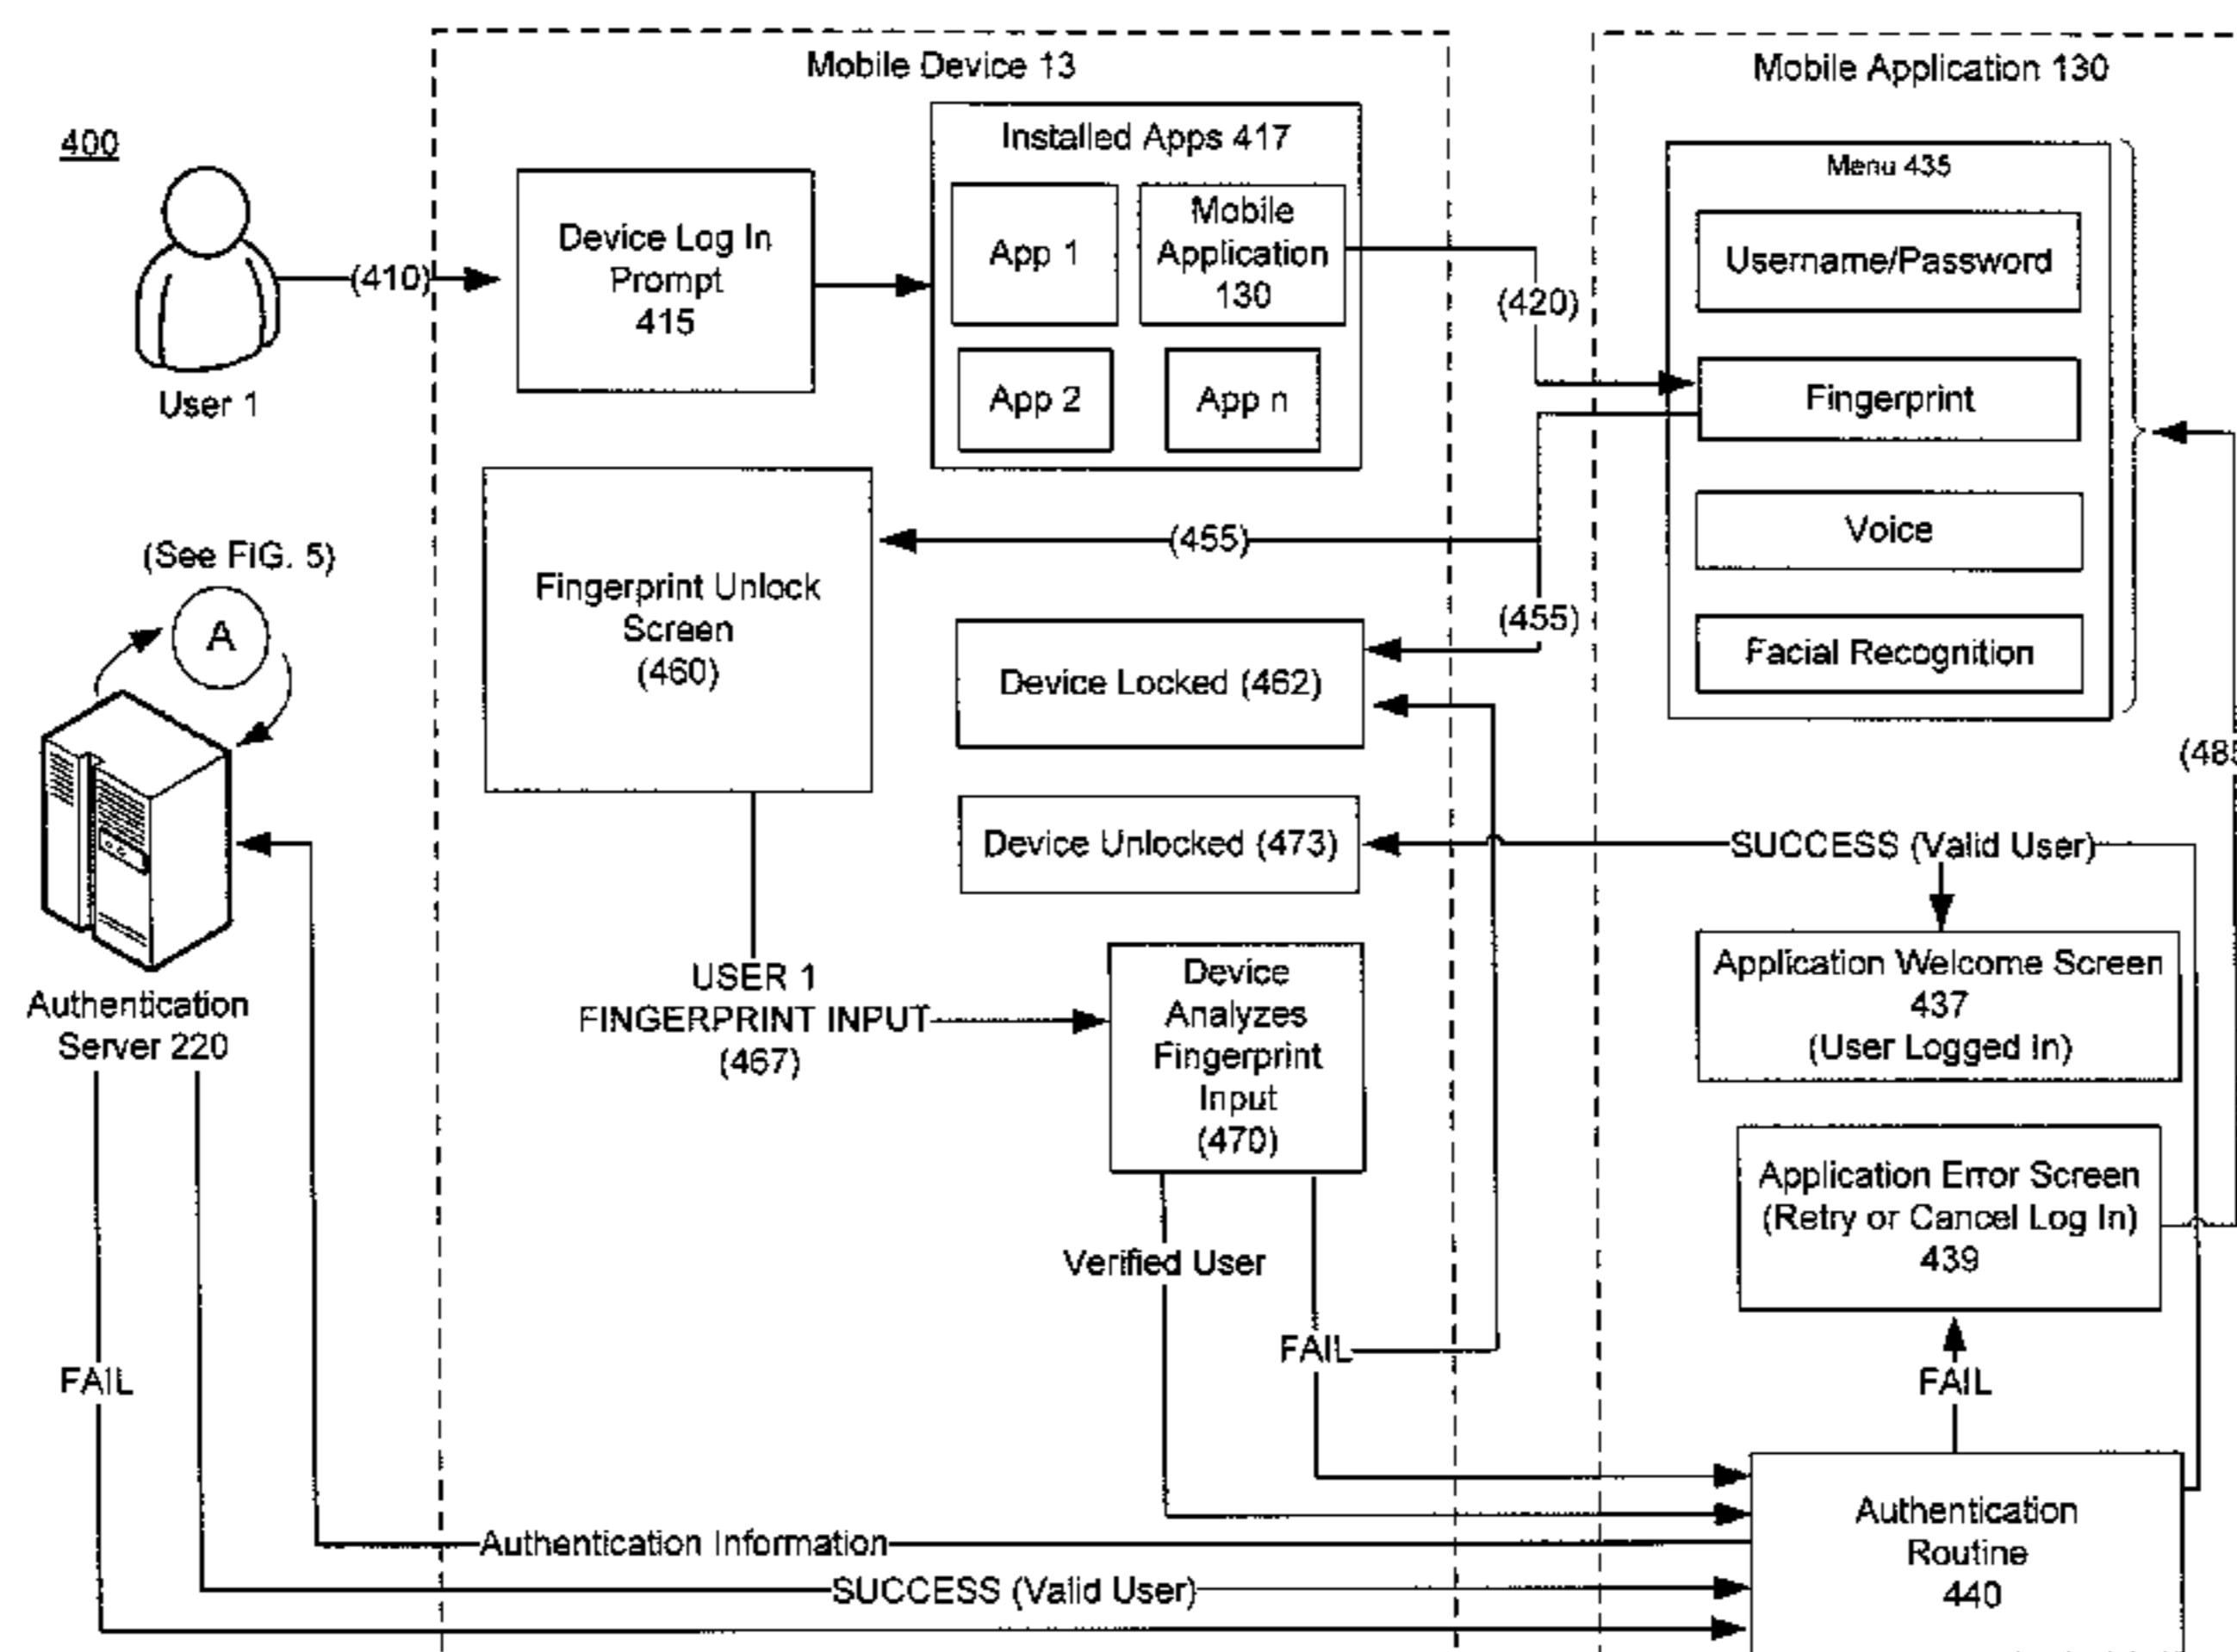 400
User 1
(See FIG. 5)
A
Authentication
Server 220
FAIL
Mobile Device 13
(410)
Device Log In
Prompt
415
Installed Apps 417
App 1
Mobile
Application
130
App 2
App n
(420)
Fingerprint Unlock
Screen
(460)
(455)
(455)
Device Locked (462)
Device Unlocked (473)
USER 1
FINGERPRINT INPUT
(467)
Device
Analyzes
Fingerprint
Input
(470)
Verified User
FAIL
Authentication Information
SUCCESS (Valid User)
Mobile Application 130
Menu 435
Username/Password
Fingerprint
Voice
Facial Recognition
SUCCESS (Valid User)
Application Welcome Screen
437
(User Logged In)
Application Error Screen
(Retry or Cancel Log In)
439
FAIL
Authentication
Routine
440